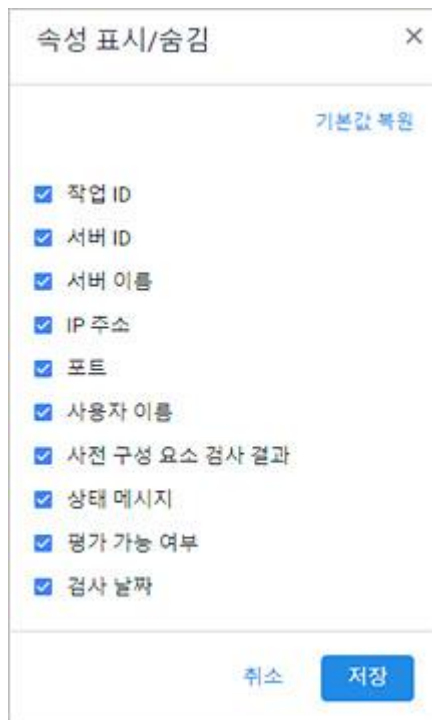 속성 표시/숨김
기본값 복원
작업 ID
서버 ID
서버 이름
IP 주소
포트
사용자 이름
사전 구성 요소 검사 결과
상태 메시지
평가 가능 여부
검사 날짜
취소
저장